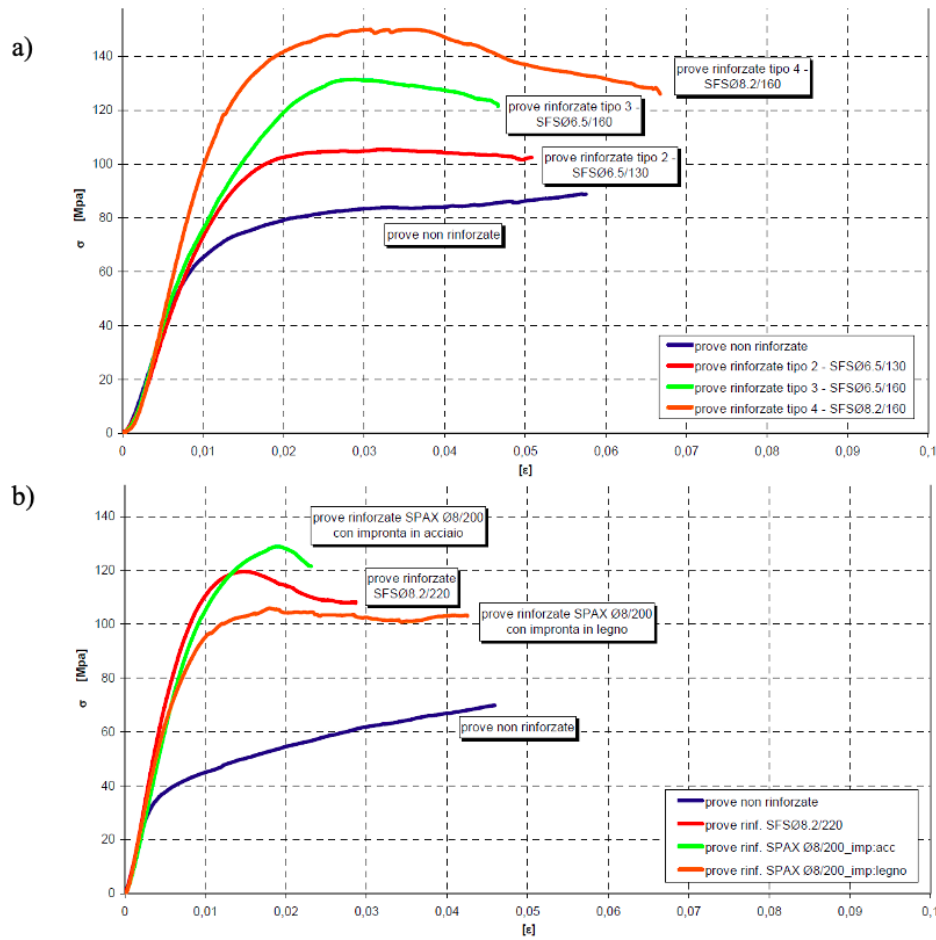 a)
140
120
100
80
60
40
20
0
σ [Mpa]
prove rinforzate tipo 4 -
SFSØ8.2/160
prove rinforzate tipo 3 -
SFSØ6.5/160
prove rinforzate tipo 2 -
SFSØ6.5/130
prove non rinforzate
prove non rinforzate
prove rinforzate tipo 2 - SFSØ6.5/130
prove rinforzate tipo 3 - SFSØ6.5/160
prove rinforzate tipo 4 - SFSØ8.2/160
0 0,01 0,02 0,03 0,04 0,05 0,06 0,07 0,08 0,09 0,1
[ε]
b)
140
120
100
80
60
40
20
0
σ [Mpa]
prove rinforzate SPAX Ø8/200
con impronta in acciaio
prove rinforzate
SFSØ8.2/220
prove rinforzate SPAX Ø8/200
con impronta in legno
prove non rinforzate
prove non rinforzate
prove rinf. SFSØ8.2/220
prove rinf. SPAX Ø8/200_imp:acc
prove rinf. SPAX Ø8/200_imp:legno
0 0,01 0,02 0,03 0,04 0,05 0,06 0,07 0,08 0,09 0,1
[ε]